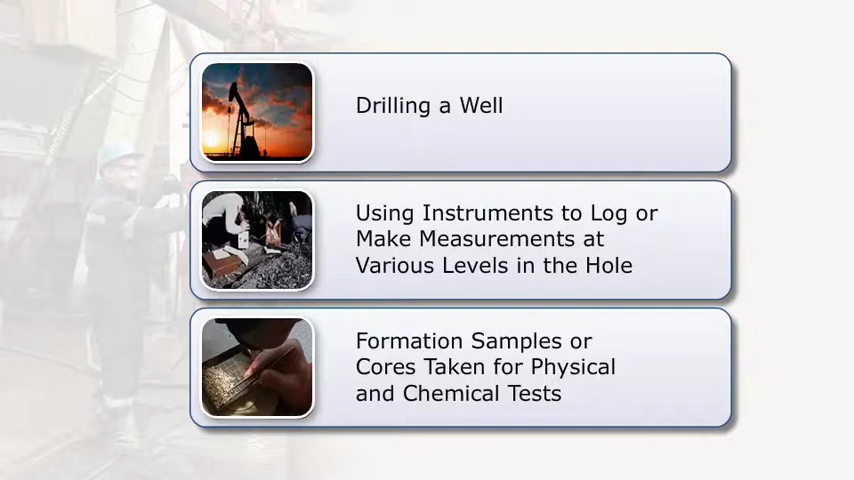 Drilling a Well
Using Instruments to Log or
Make Measurements at
Various Levels in the Hole
Formation Samples or
Cores Taken for Physical
and Chemical Tests